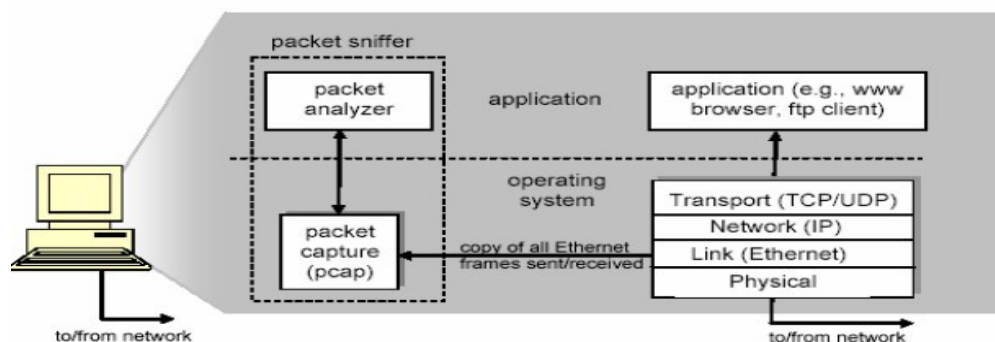 packet sniffer
packet
analyzer
application
application (e.g., www
browser, ftp client)
operating
system
packet
capture
(pcap)
copy of all Ethernet
frames sent/received
Transport (TCP/UDP)
Network (IP)
Link (Ethernet)
Physical
to/from network
to/from network